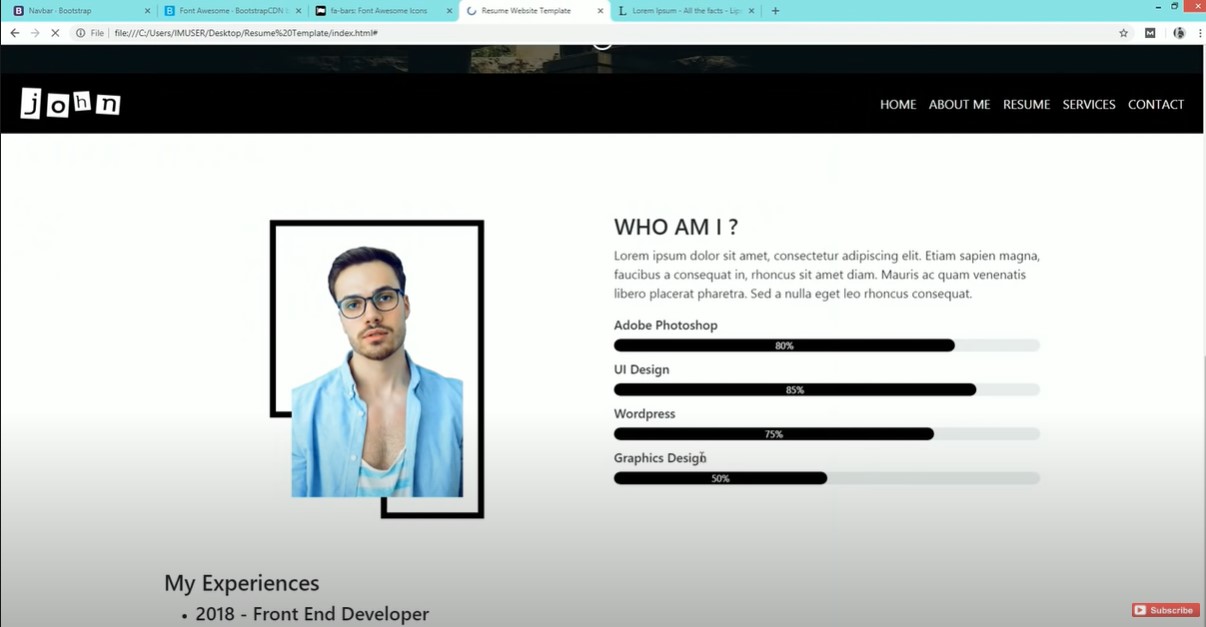 Navbar - Bootstrap
Font Awesome - BootstrapCDN
fa-bars: Font Awesome Icons
Resume Website Template
Lorem Ipsum - All the facts - Lip
File file:///C:/Users/IMUSER/Desktop/Resume%20Template/index.html#
john
HOME ABOUT ME RESUME SERVICES CONTACT
WHO AM I ?
Lorem ipsum dolor sit amet, consectetur adipiscing elit. Etiam sapien magna,
faucibus a consequat in, rhoncus sit amet diam. Mauris ac quam venenatis
libero placerat pharetra. Sed a nulla eget leo rhoncus consequat.
Adobe Photoshop
80%
UI Design
85%
Wordpress
75%
Graphics Design
50%
My Experiences
• 2018 - Front End Developer
Subscribe